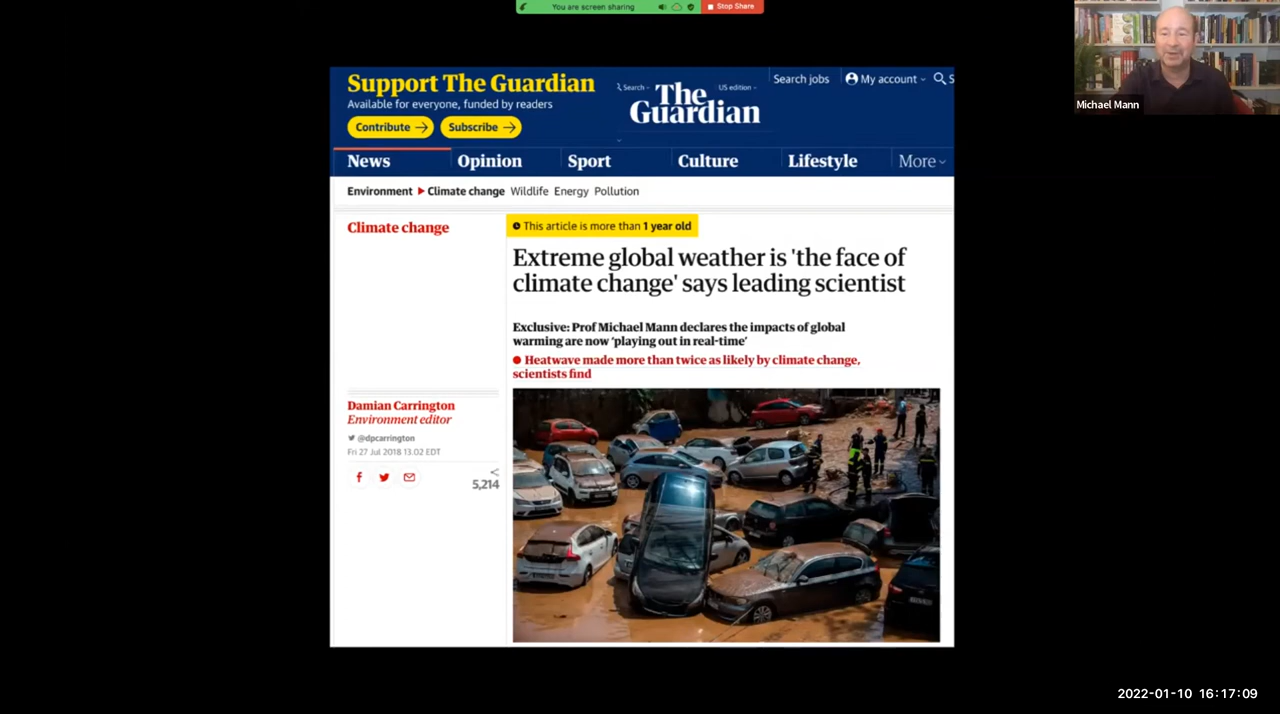 You are screen sharing
Stop Share
Michael Mann
Support The Guardian
Available for everyone, funded by readers
Contribute →
Subscribe →
Search
US edition
The
Guardian
Search jobs
My account
S
News
Opinion
Sport
Culture
Lifestyle
More
Environment
Climate change
Wildlife
Energy
Pollution
Climate change
This article is more than 1 year old
Extreme global weather is 'the face of
climate change' says leading scientist
Exclusive: Prof Michael Mann declares the impacts of global
warming are now ‘playing out in real-time’
Heatwave made more than twice as likely by climate change,
scientists find
Damian Carrington
Environment editor
@dpcarrington
Fri 27 Jul 2018 13.02 EDT
5,214
2022-01-10 16:17:09